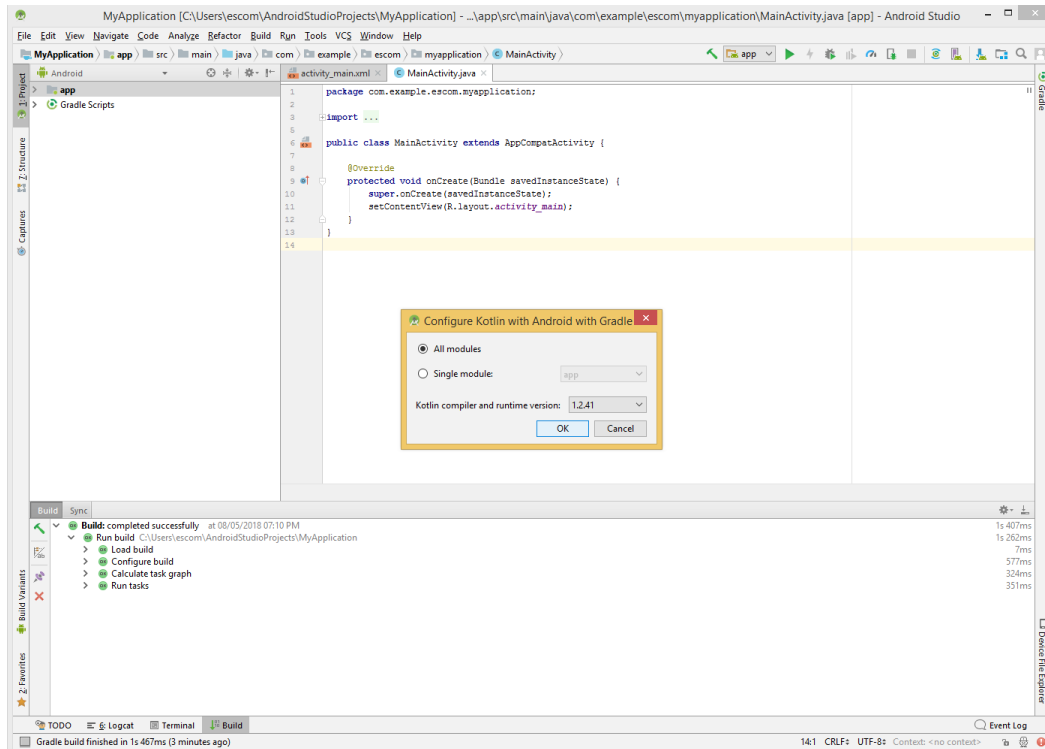 MyApplication [C:\Users\escom\AndroidStudioProjects\MyApplication] - ...\app\src\main\java\com\example\escom\myapplication\MainActivity.java [app] - Android Studio
File Edit View Navigate Code Analyze Refactor Build Run Tools VCS Window Help
MyApplication app src main java com example escom myapplication MainActivity app
Android activity_main.xml MainActivity.java
1: Project
app
Gradle Scripts
Z: Structure
Captures
1 package com.example.escom.myapplication;
2
3 import ...
5
6 public class MainActivity extends AppCompatActivity {
7
8 @Override
9 protected void onCreate(Bundle savedInstanceState) {
10 super.onCreate(savedInstanceState);
11 setContentView(R.layout.activity_main);
12 }
13 }
14
Gradle
Configure Kotlin with Android with Gradle
All modules
Single module: app
Kotlin compiler and runtime version: 1.2.41
OK Cancel
Build Sync
Build: completed successfully at 08/05/2018 07:10 PM 1s 407ms
Run build C:\Users\escom\AndroidStudioProjects\MyApplication 1s 262ms
Load build 7ms
Configure build 577ms
Calculate task graph 324ms
Run tasks 351ms
Build Variants
2: Favorites
Device File Explorer
TODO 6: Logcat Terminal Build Event Log
Gradle build finished in 1s 467ms (3 minutes ago) 14:1 CRLF÷ UTF-8÷ Context: <no context>